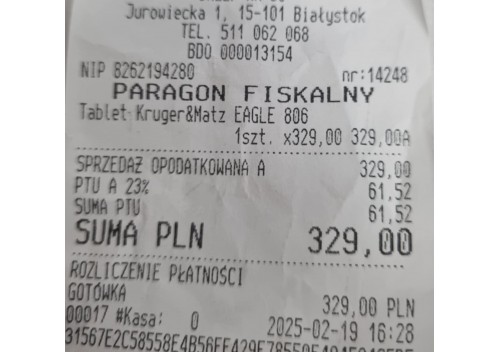 Jurowiecka 1, 15-101 Białystok
TEL. 511 062 068
BDO 000013154
NIP 8262194280 nr:14248
PARAGON FISKALNY
Tablet Kruger&Matz EAGLE 806
1szt. x329,00 329,00A
SPRZEDAŻ OPODATKOWANA A 329,00
PTU A 23% 61,52
SUMA PTU 61,52
SUMA PLN 329,00
ROZLICZENIE PŁATNOŚCI
GOTÓWKA 329,00 PLN
00017 #Kasa: 0 2025-02-19 16:28